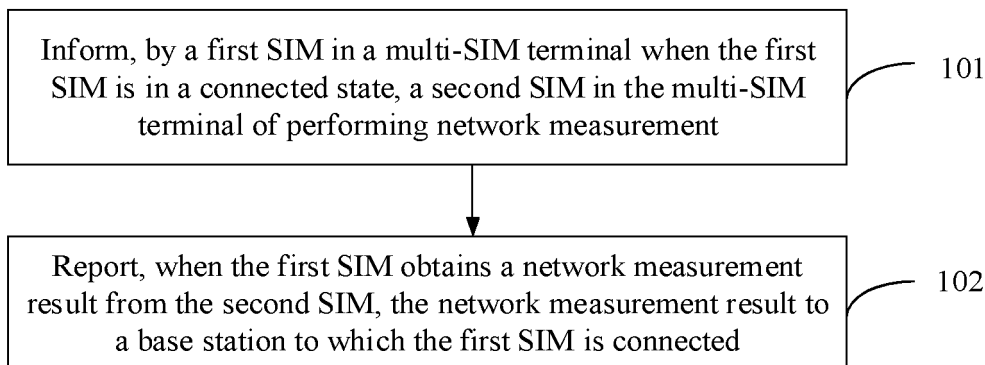 Inform, by a first SIM in a multi-SIM terminal when the first
SIM is in a connected state, a second SIM in the multi-SIM
terminal of performing network measurement
101
Report, when the first SIM obtains a network measurement
result from the second SIM, the network measurement result to
a base station to which the first SIM is connected
102